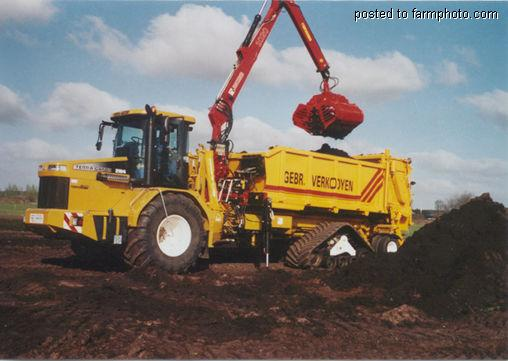 posted to farmphoto.com
TERRA-GATOR
GEBR. VERKOOYEN